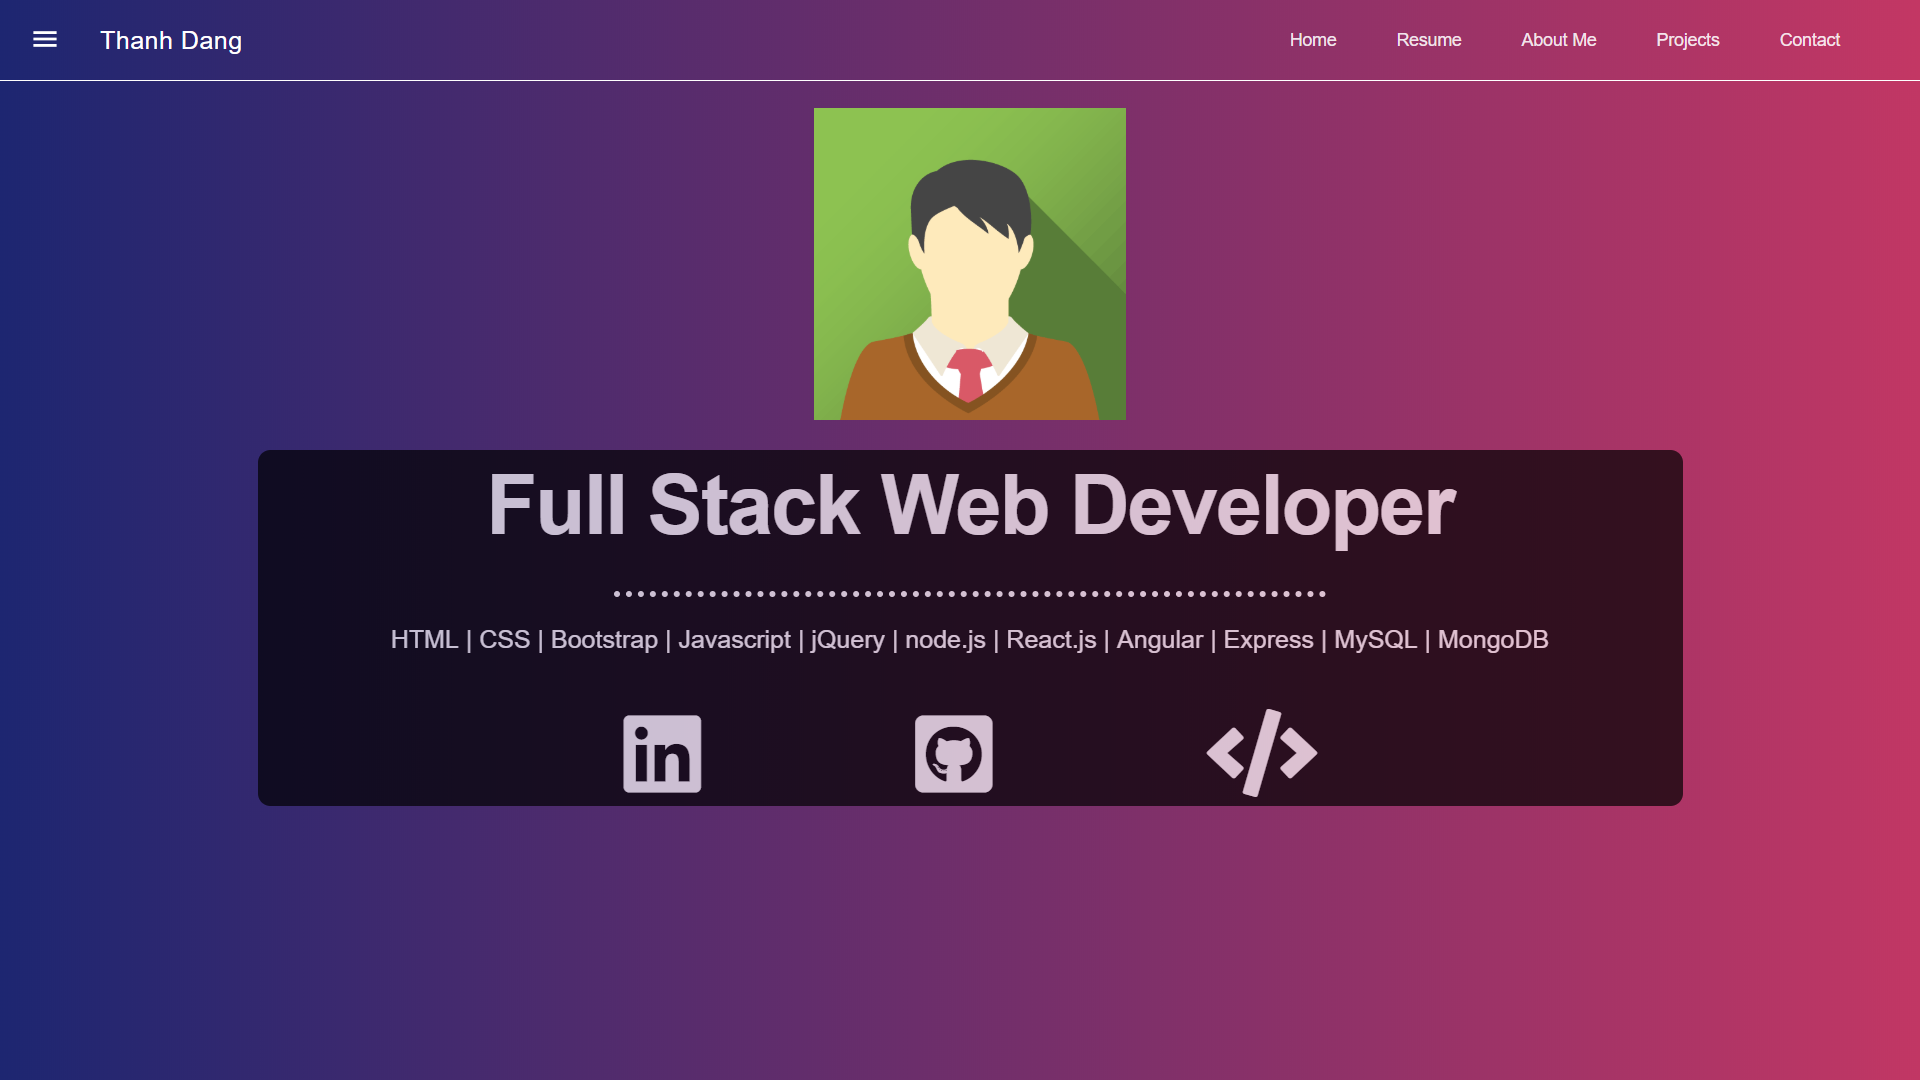 Thanh Dang
Home Resume About Me Projects Contact
Full Stack Web Developer
HTML | CSS | Bootstrap | Javascript | jQuery | node.js | React.js | Angular | Express | MySQL | MongoDB
in